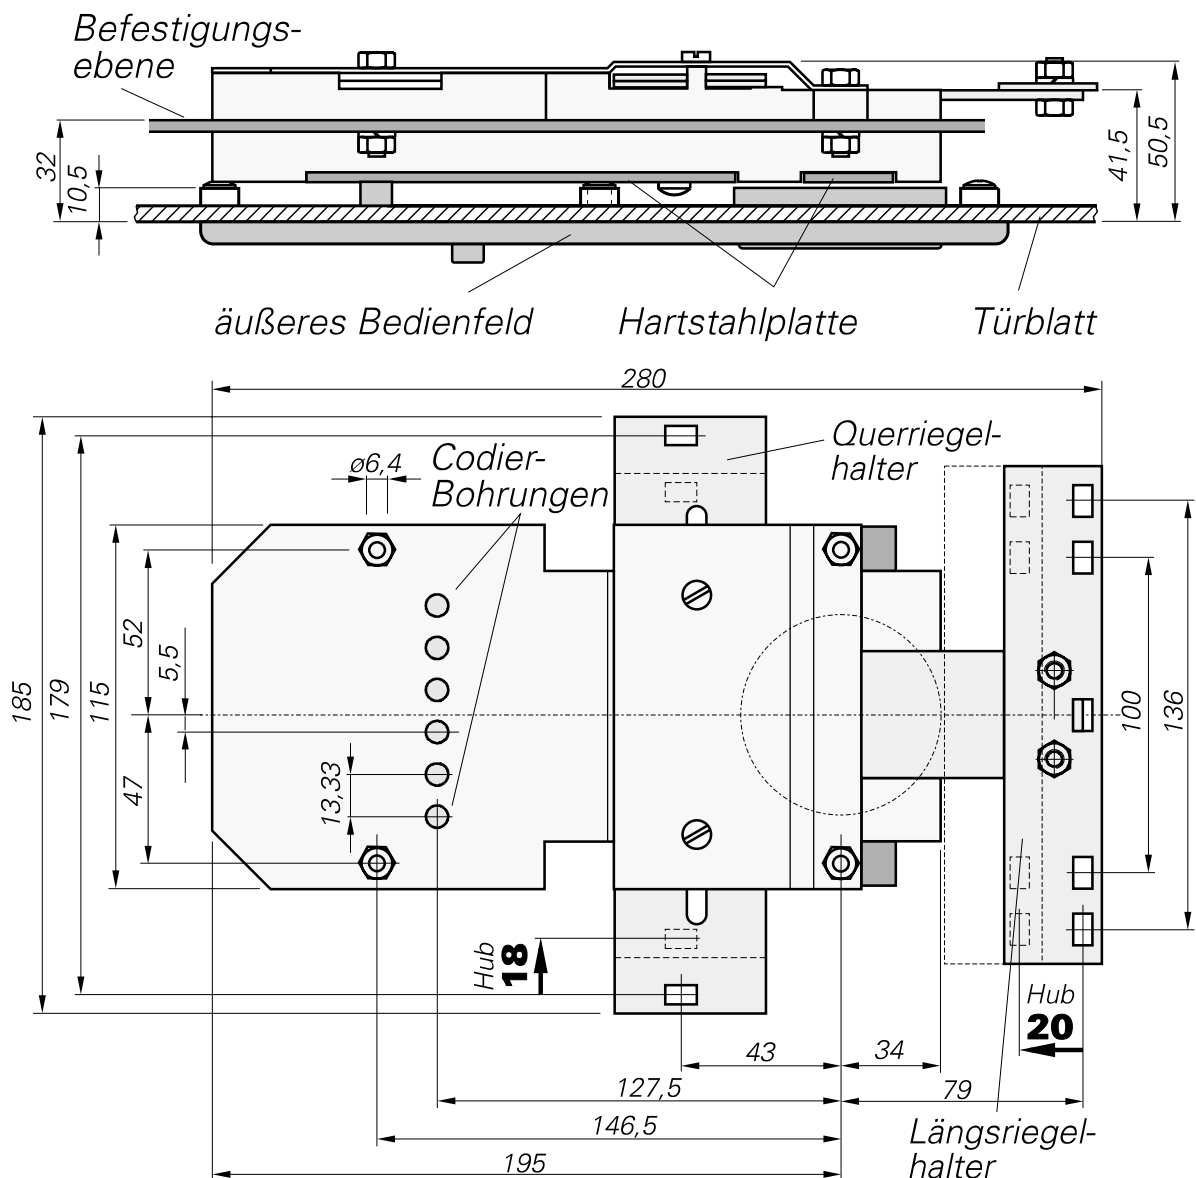 Befestigungs-
ebene
32
10,5
41,5
50,5
äußeres Bedienfeld
Hartstahlplatte
Türblatt
280
Querriegel-
halter
Codier-
Bohrungen
ø6,4
52
5,5
185
179
115
47
13,33
100
136
Hub
18
Hub
20
43
34
127,5
79
146,5
195
Längsriegel-
halter